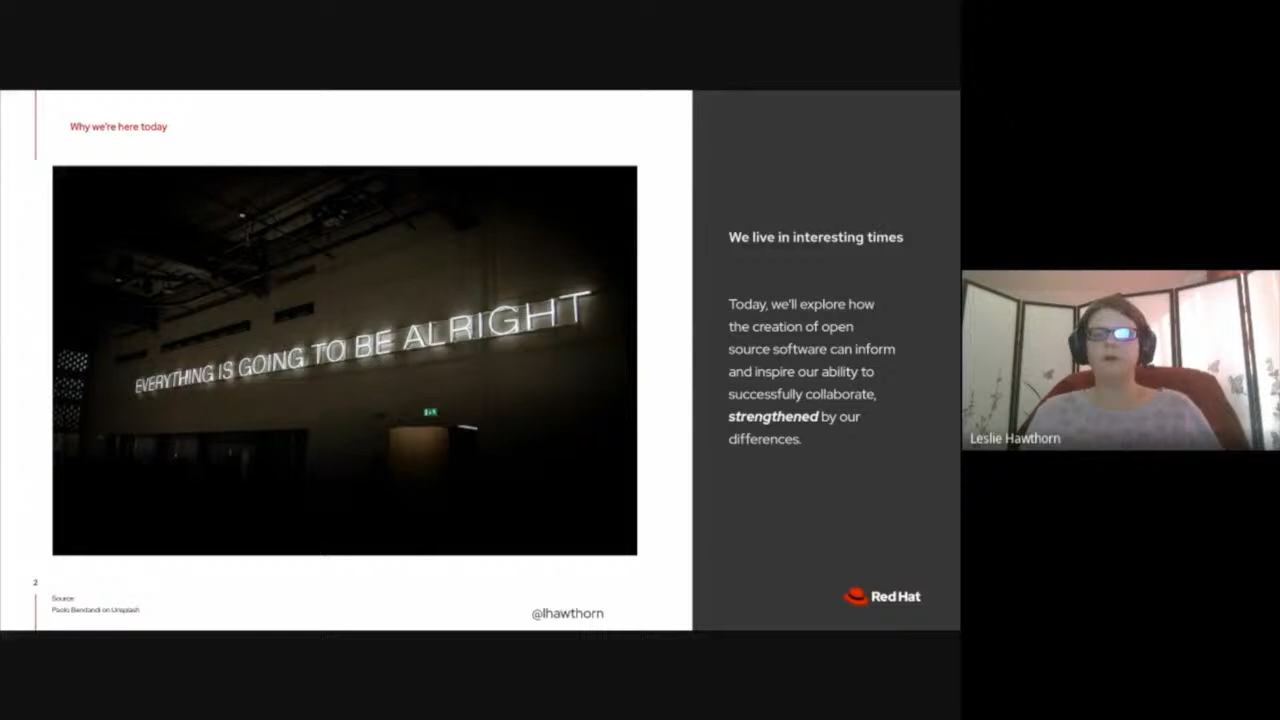 Why we're here today
EVERYTHING IS GOING TO BE ALRIGHT
We live in interesting times
Today, we'll explore how
the creation of open
source software can inform
and inspire our ability to
successfully collaborate,
strengthened by our
differences.
2
Source:
Paolo Bendandi on Unsplash
@lhawthorn
Red Hat
Leslie Hawthorn